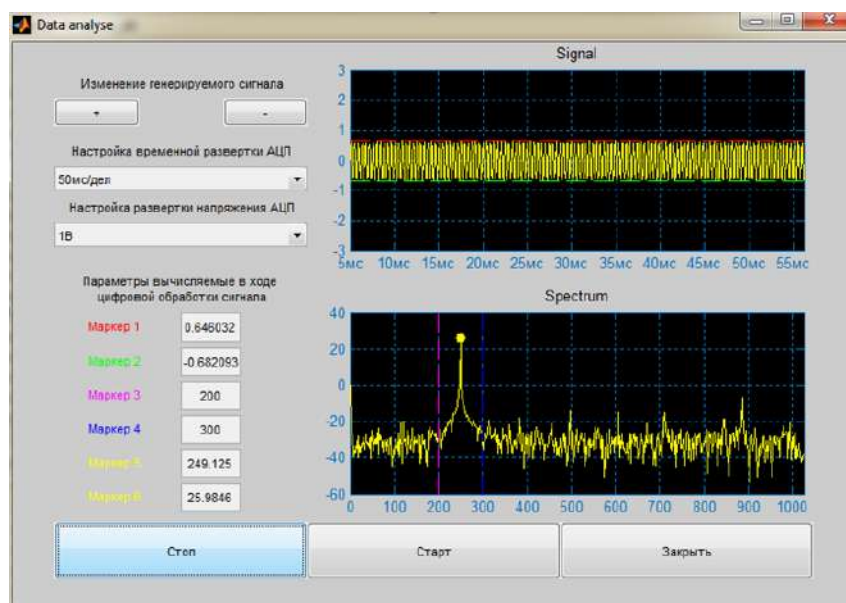 Data analyse
Изменение генерируемого сигнала
+
-
Настройка временной развертки АЦП
50мс/дел
Настройка развертки напряжения АЦП
1В
Параметры вычисляемые в ходе
цифровой обработки сигнала
Маркер 1
0.646032
Маркер 2
-0.682093
Маркер 3
200
Маркер 4
300
Маркер 5
249.125
Маркер 6
25.9846
Signal
3
2
1
0
-1
-2
-3
5мс 10мс 15мс 20мс 25мс 30мс 35мс 40мс 45мс 50мс 55мс
Spectrum
40
20
0
-20
-40
-60
0 100 200 300 400 500 600 700 800 900 1000
Стоп
Старт
Закрыть